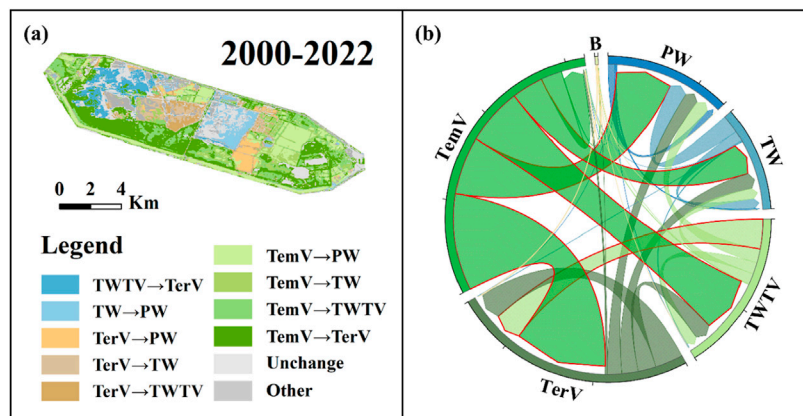 (a)
2000-2022
0 2 4
Km
Legend
TWTV→TerV
TW→PW
TerV→PW
TerV→TW
TerV→TWTV
TemV→PW
TemV→TW
TemV→TWTV
TemV→TerV
Unchange
Other
(b)
B
PW
TW
TWTV
TerV
TemV